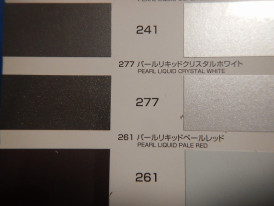 241
277 パールリキッドクリスタルホワイト
PEARL LIQUID CRYSTAL WHITE
277
261 パールリキッドペールレッド
PEARL LIQUID PALE RED
261